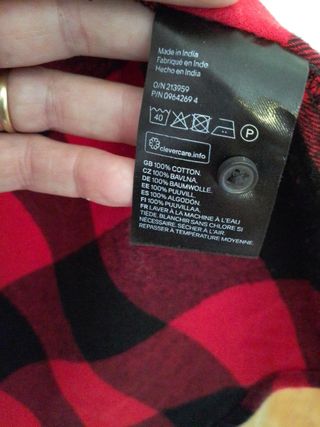 Made in India
Fabriqué en Inde
Hecho en India
O/N 213959
P/N 0964269 4
40
P
clevercare.info
GB 100% COTTON.
CZ 100% BAVLNA
DE 100% BAUMWOLLE.
EE 100% PUUVILL.
ES 100% ALGODÓN.
FI 100% PUUVILLAA.
FR LAVER À LA MACHINE À L'EAU
TIÈDE, BLANCHIR SANS CHLORE SI
NÉCESSAIRE. SÉCHER À L'AIR.
REPASSER À TEMPÉRATURE MOYENNE.